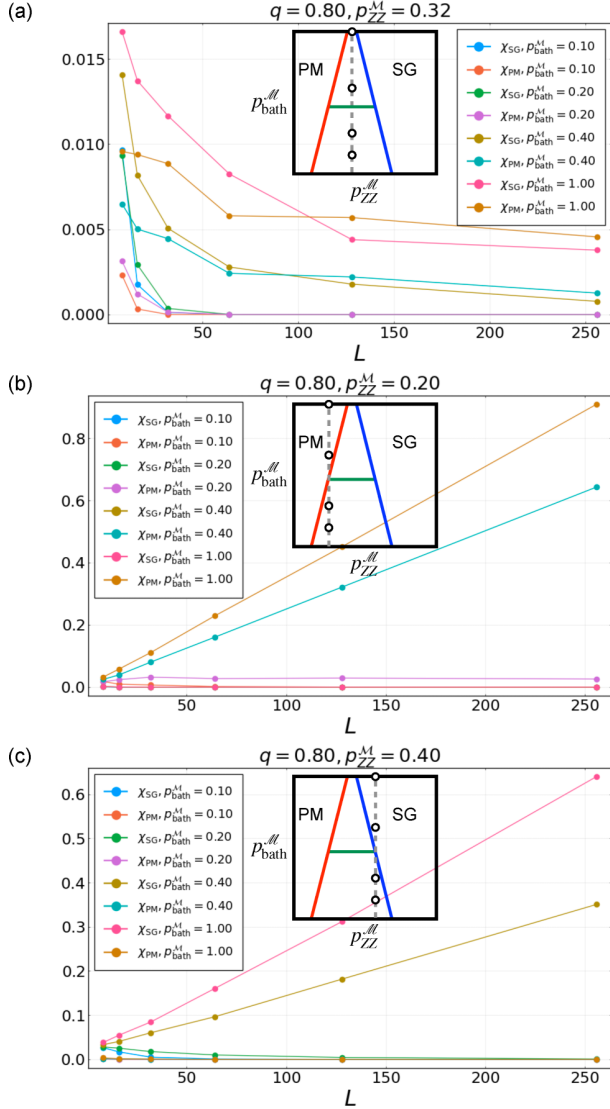 (a)
q = 0.80, p_ZZ^ℳ = 0.32
0.015
0.010
0.005
0.000
50
100
150
200
250
L
PM
SG
p_bath^ℳ
p_ZZ^ℳ
χ_SG, p_bath^ℳ = 0.10
χ_PM, p_bath^ℳ = 0.10
χ_SG, p_bath^ℳ = 0.20
χ_PM, p_bath^ℳ = 0.20
χ_SG, p_bath^ℳ = 0.40
χ_PM, p_bath^ℳ = 0.40
χ_SG, p_bath^ℳ = 1.00
χ_PM, p_bath^ℳ = 1.00
(b)
q = 0.80, p_ZZ^ℳ = 0.20
0.8
0.6
0.4
0.2
0.0
50
100
150
200
250
L
χ_SG, p_bath^ℳ = 0.10
χ_PM, p_bath^ℳ = 0.10
χ_SG, p_bath^ℳ = 0.20
χ_PM, p_bath^ℳ = 0.20
χ_SG, p_bath^ℳ = 0.40
χ_PM, p_bath^ℳ = 0.40
χ_SG, p_bath^ℳ = 1.00
χ_PM, p_bath^ℳ = 1.00
PM
SG
p_bath^ℳ
p_ZZ^ℳ
(c)
q = 0.80, p_ZZ^ℳ = 0.40
0.6
0.5
0.4
0.3
0.2
0.1
0.0
50
100
150
200
250
L
χ_SG, p_bath^ℳ = 0.10
χ_PM, p_bath^ℳ = 0.10
χ_SG, p_bath^ℳ = 0.20
χ_PM, p_bath^ℳ = 0.20
χ_SG, p_bath^ℳ = 0.40
χ_PM, p_bath^ℳ = 0.40
χ_SG, p_bath^ℳ = 1.00
χ_PM, p_bath^ℳ = 1.00
PM
SG
p_bath^ℳ
p_ZZ^ℳ